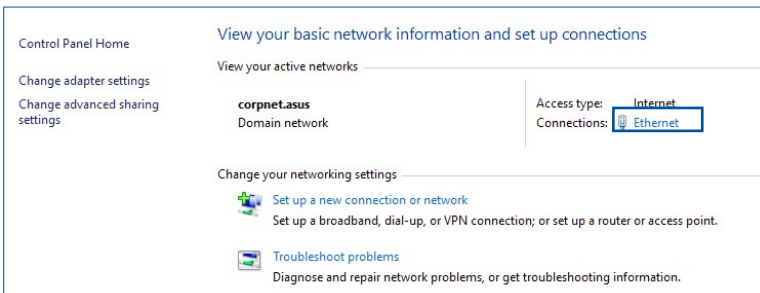 View your basic network information and set up connections
Control Panel Home
View your active networks
Change adapter settings
Change advanced sharing
settings
corpnet.asus
Domain network
Access type: Internet
Connections: Ethernet
Change your networking settings
Set up a new connection or network
Set up a broadband, dial-up, or VPN connection; or set up a router or access point.
Troubleshoot problems
Diagnose and repair network problems, or get troubleshooting information.